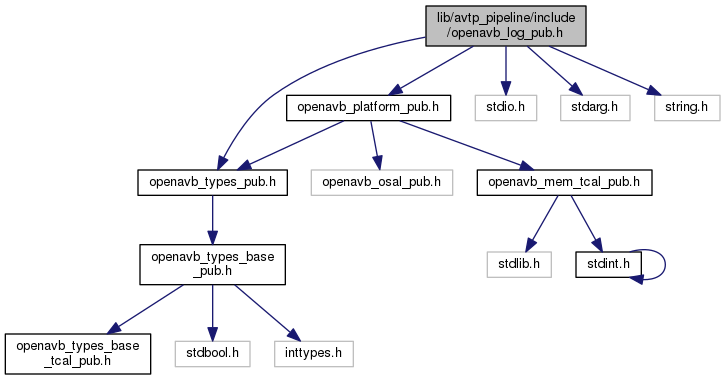 lib/avtp_pipeline/include
/openavb_log_pub.h
openavb_platform_pub.h
stdio.h
stdarg.h
string.h
openavb_types_pub.h
openavb_osal_pub.h
openavb_mem_tcal_pub.h
openavb_types_base
_pub.h
stdlib.h
stdint.h
openavb_types_base
_tcal_pub.h
stdbool.h
inttypes.h